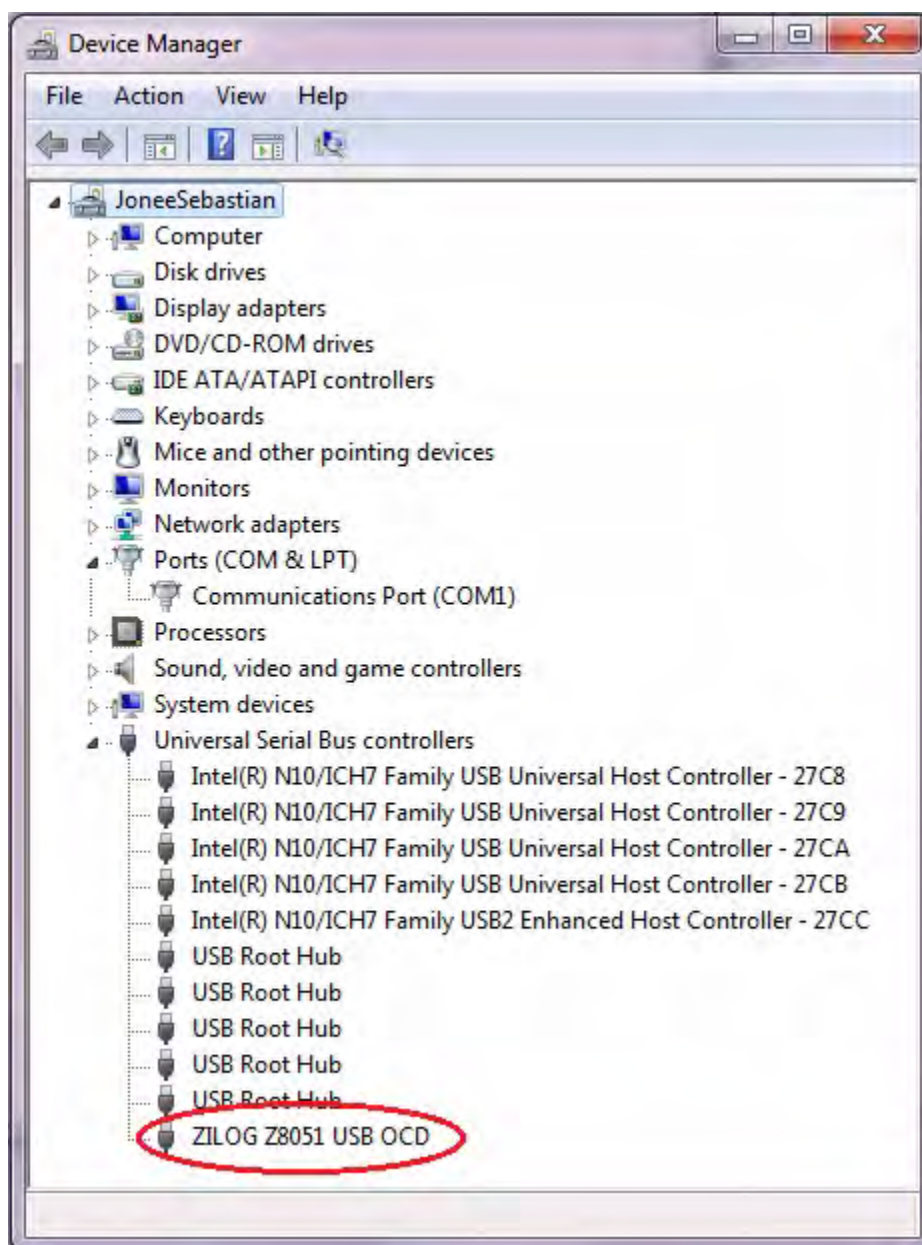 Device Manager
File Action View Help
JoneeSebastian
Computer
Disk drives
Display adapters
DVD/CD-ROM drives
IDE ATA/ATAPI controllers
Keyboards
Mice and other pointing devices
Monitors
Network adapters
Ports (COM & LPT)
Communications Port (COM1)
Processors
Sound, video and game controllers
System devices
Universal Serial Bus controllers
Intel(R) N10/ICH7 Family USB Universal Host Controller - 27C8
Intel(R) N10/ICH7 Family USB Universal Host Controller - 27C9
Intel(R) N10/ICH7 Family USB Universal Host Controller - 27CA
Intel(R) N10/ICH7 Family USB Universal Host Controller - 27CB
Intel(R) N10/ICH7 Family USB2 Enhanced Host Controller - 27CC
USB Root Hub
USB Root Hub
USB Root Hub
USB Root Hub
USB Root Hub
ZILOG Z8051 USB OCD